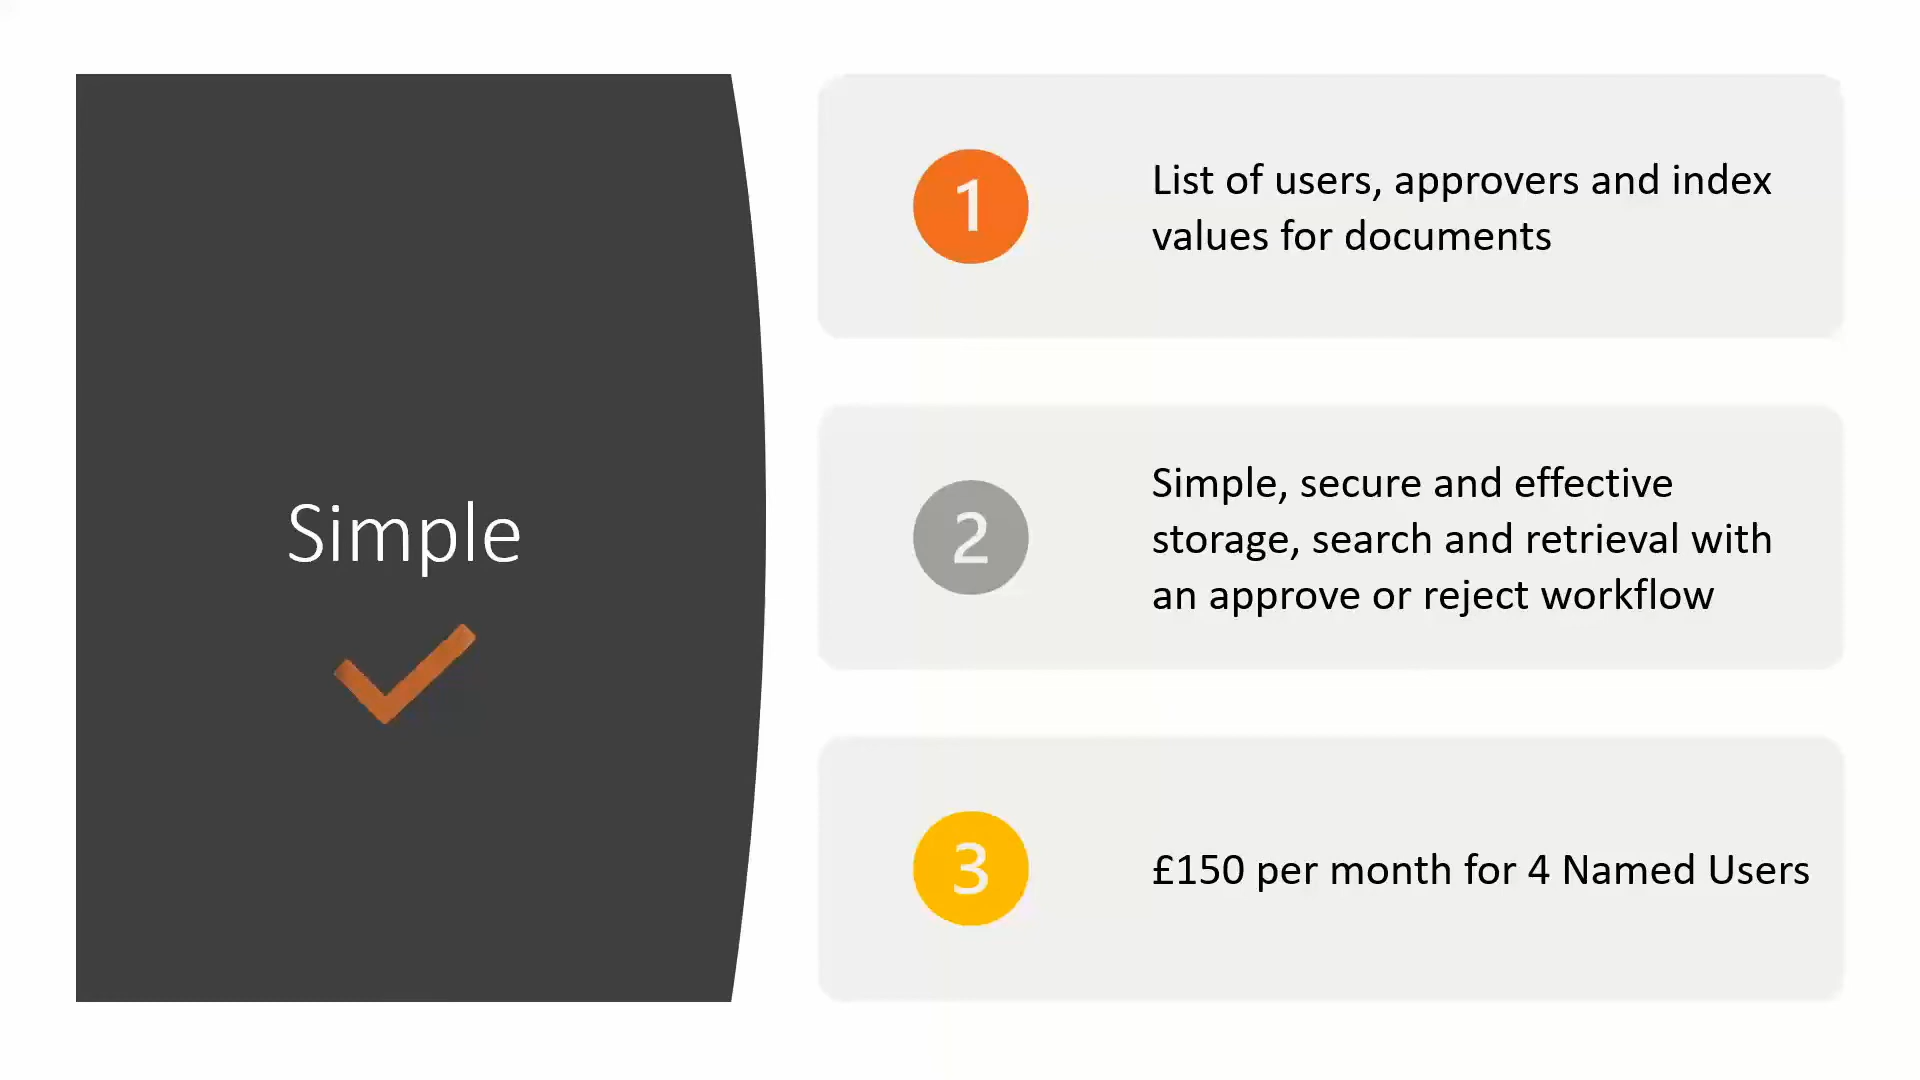 Simple
1
List of users, approvers and index
values for documents
2
Simple, secure and effective
storage, search and retrieval with
an approve or reject workflow
3
£150 per month for 4 Named Users